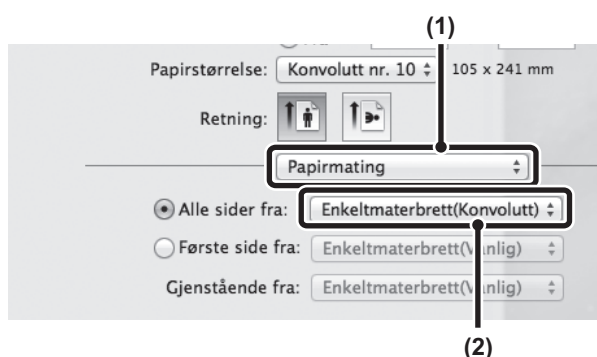 (1)
Papirstørrelse: Konvolutt nr. 10 105 x 241 mm
Retning:
Papirmating
Alle sider fra: Enkeltmaterbrett(Konvolutt)
Første side fra: Enkeltmaterbrett(Vanlig)
Gjenstående fra: Enkeltmaterbrett(Vanlig)
(2)